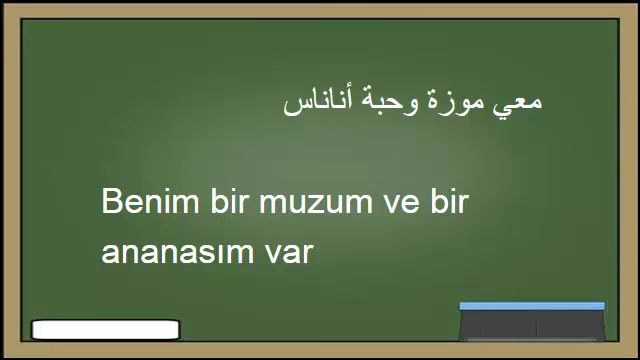 معي موزة وحبة أناناس
Benim bir muzum ve bir
ananasım var